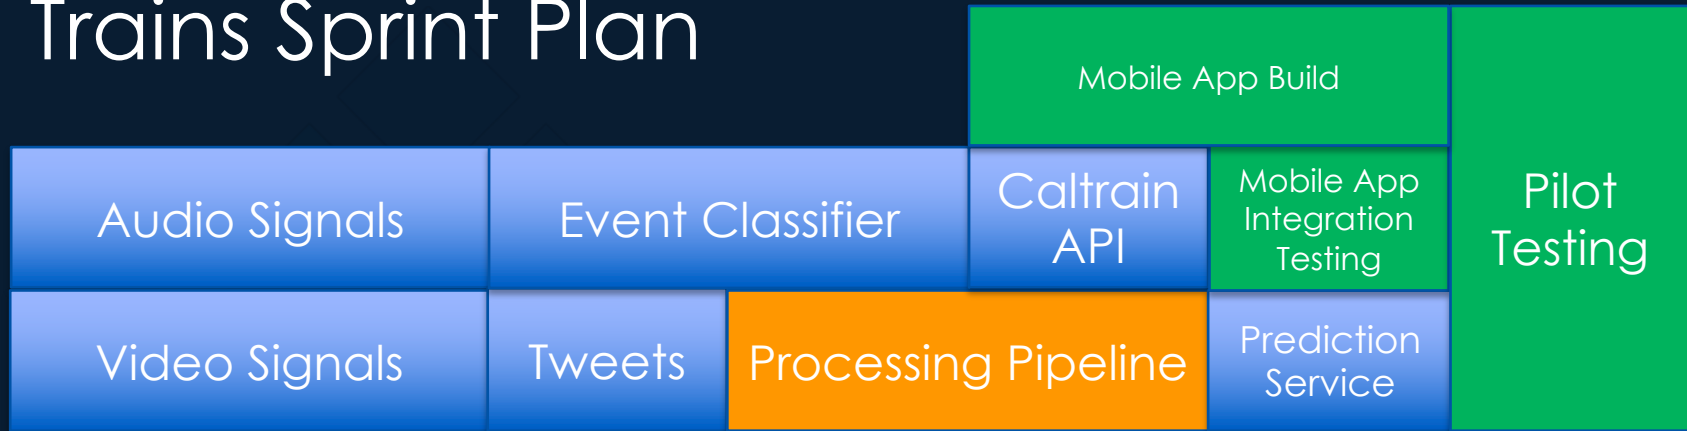 Trains Sprint Plan
Mobile App Build
Audio Signals
Event Classifier
Caltrain
API
Mobile App
Integration
Testing
Pilot
Testing
Video Signals
Tweets
Processing Pipeline
Prediction
Service